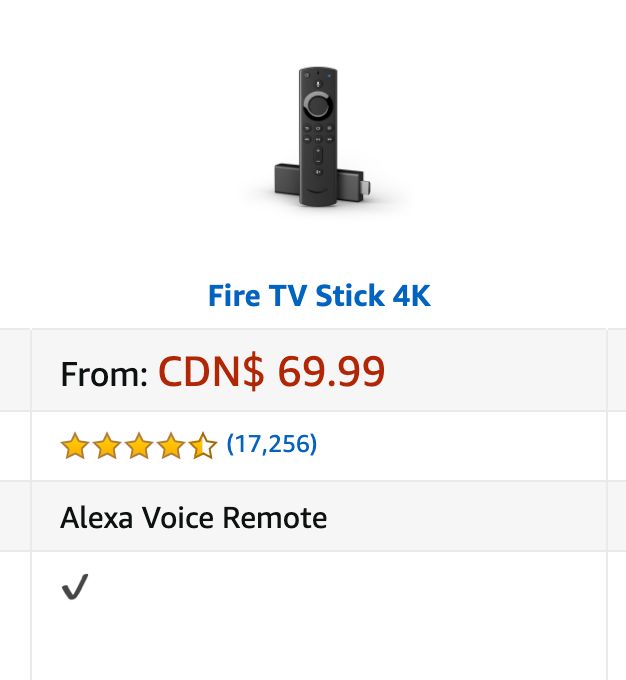 Fire TV Stick 4K
From: CDN$ 69.99
(17,256)
Alexa Voice Remote